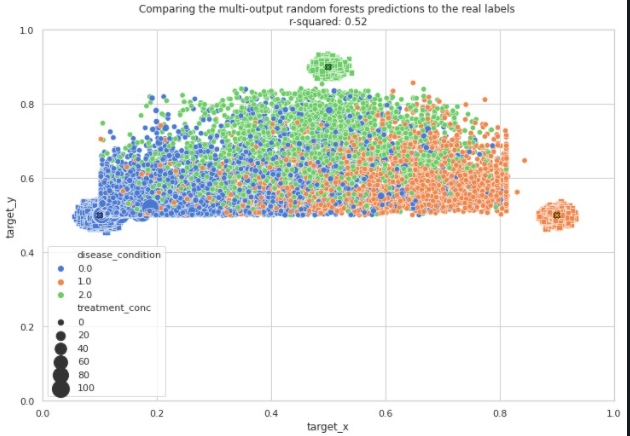 Comparing the multi-output random forests predictions to the real labels
r-squared: 0.52
1.0
0.8
0.6
0.4
0.2
0.0
target_y
disease_condition
0.0
1.0
2.0
treatment_conc
0
20
40
60
80
100
0.0 0.2 0.4 0.6 0.8 1.0
target_x